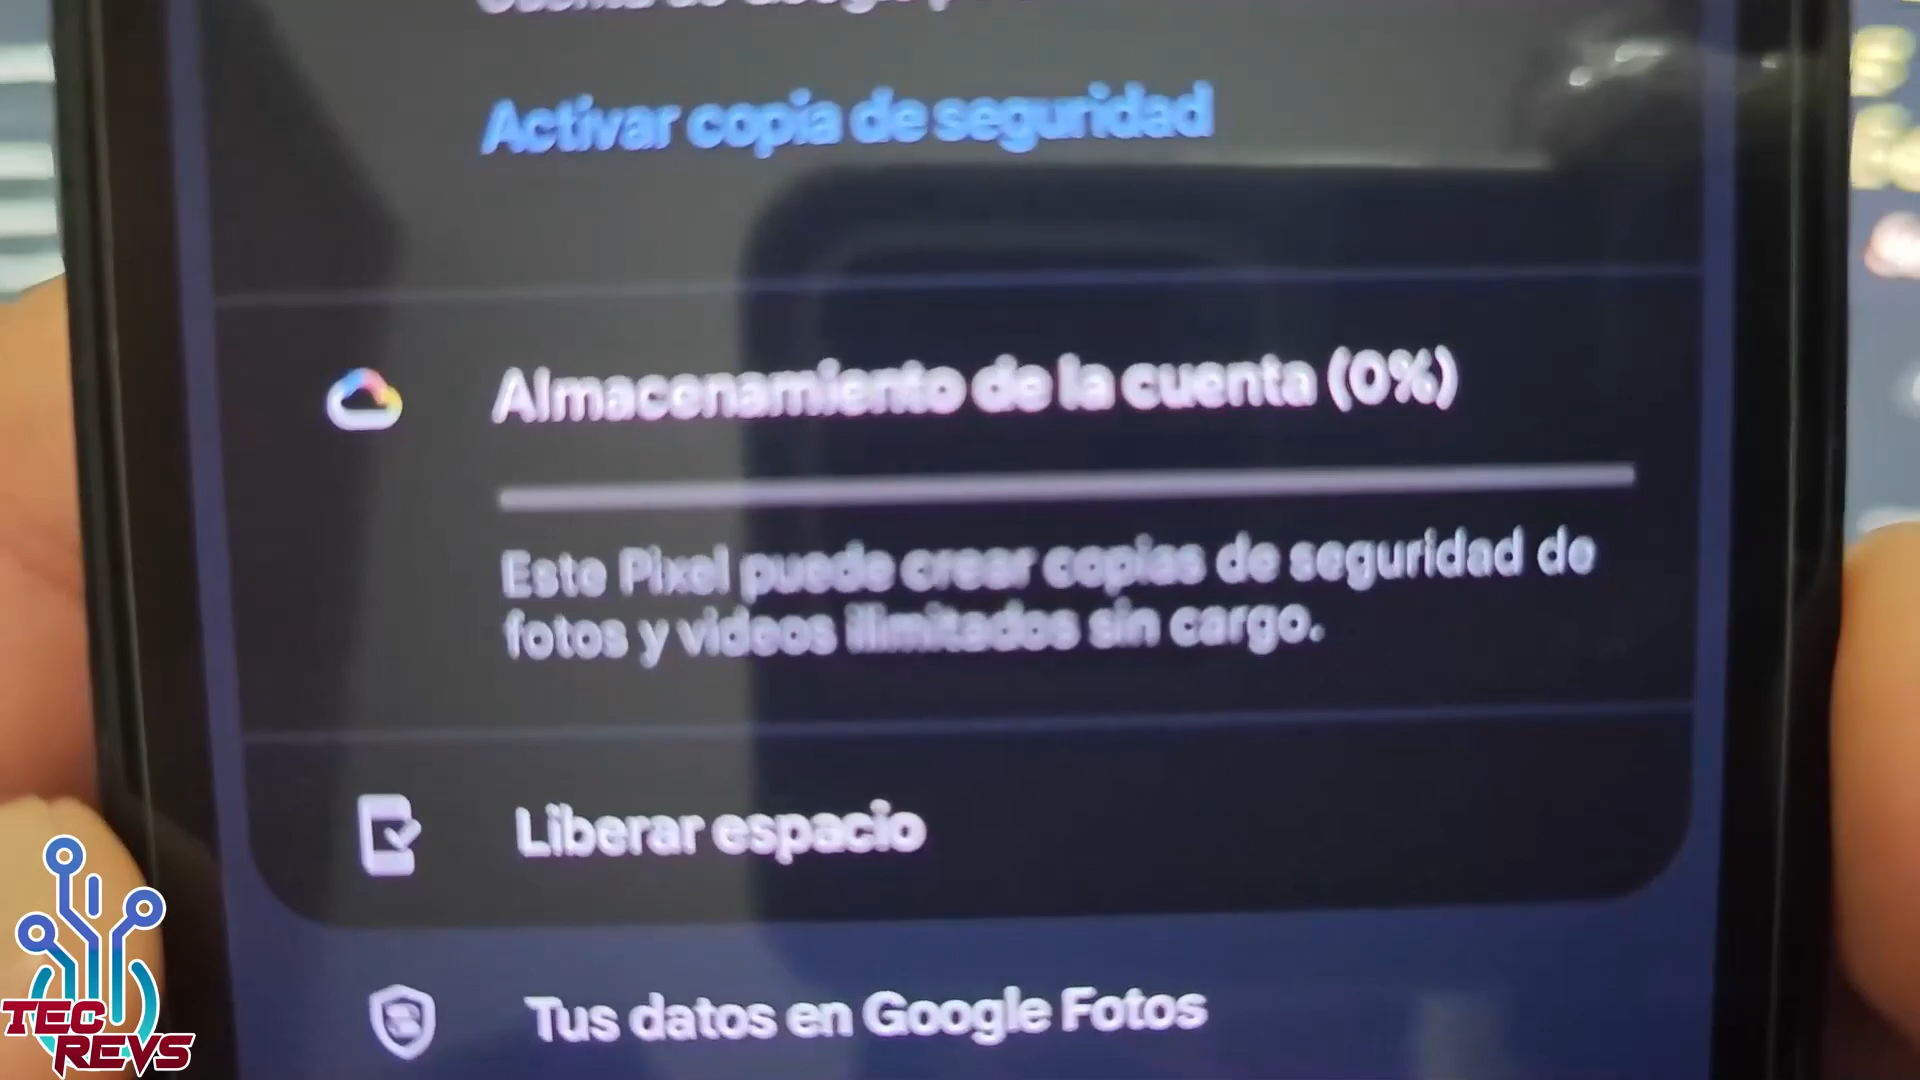 Activar copia de seguridad
Almacenamiento de la cuenta (0%)
Este Pixel puede crear copias de seguridad de
fotos y videos ilimitados sin cargo.
Liberar espacio
Tus datos en Google Fotos
TEC
REVS